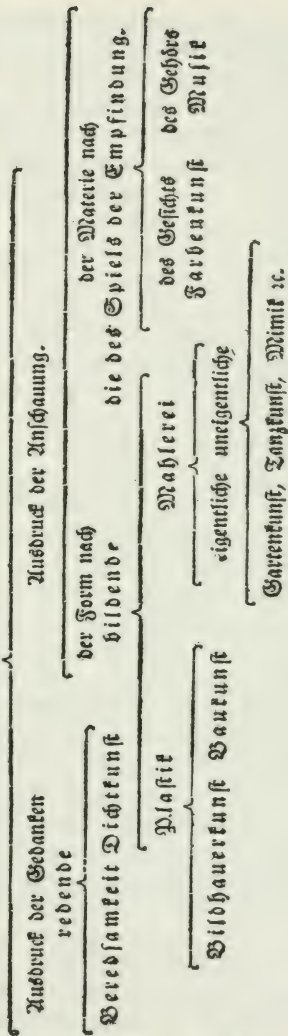 Ausdruck der Gedanken Ausdruck der Anschauung.
redende der Form nach der Materie nach
bildende die des Spiels der Empfindung.
Beredsamkeit Dichtkunst
Plastik Mahlerei des Gesichts des Gehörs
Farbenkunst Musik
Bildhauerkunst Baukunst eigentliche uneigentliche
Gartenkunst, Tanzkunst, Mimik ꝛc.